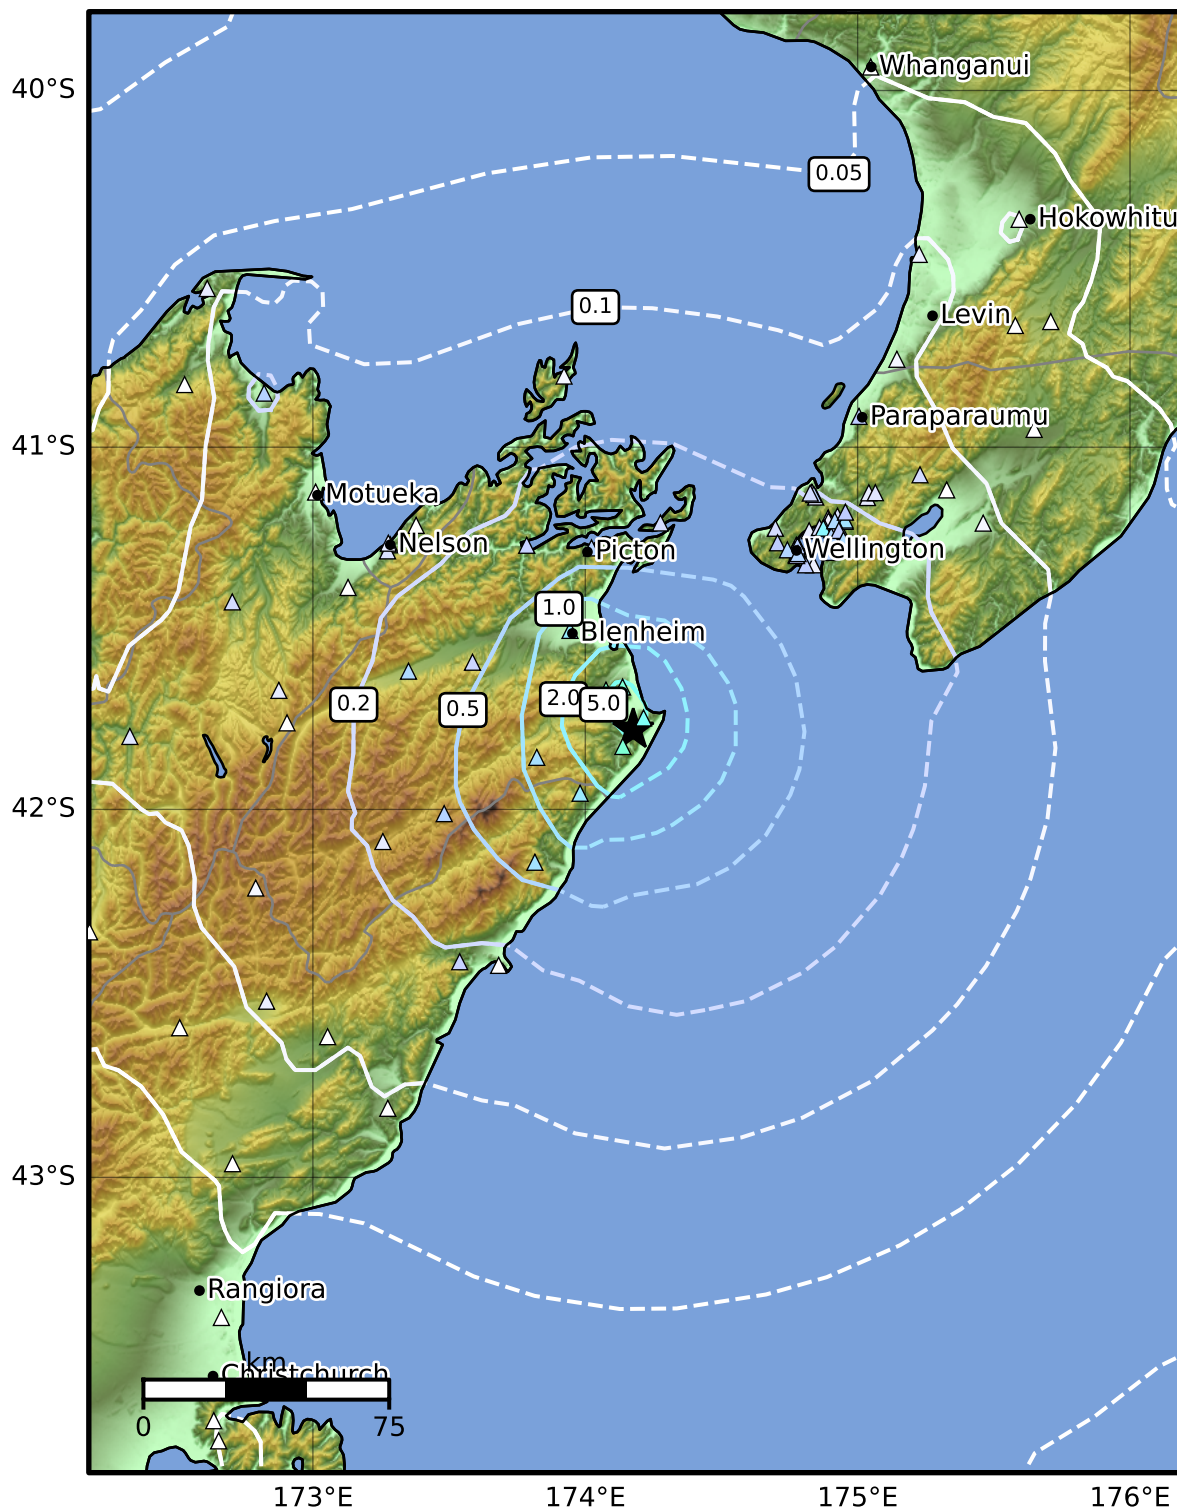 Whanganui
40°S
0.05
Hokowhitu
0.1
Levin
Paraparaumu
41°S
Motueka
Nelson
Picton
Wellington
1.0
Blenheim
0.2
0.5
2.0
5.0
42°S
43°S
Rangiora
km
Christchurch
0
75
173°E
174°E
175°E
176°E